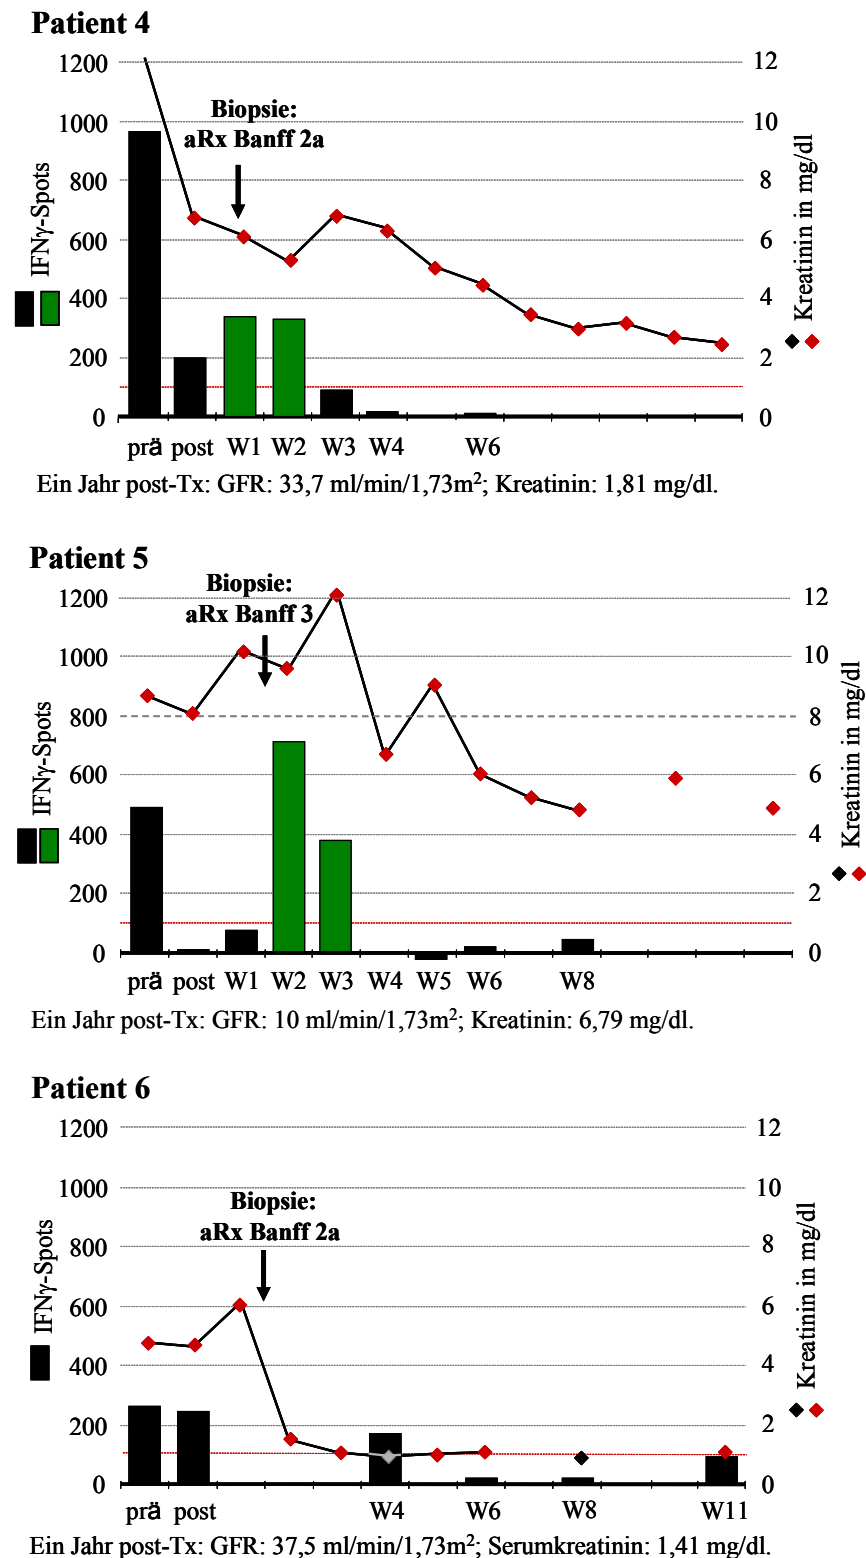 Patient 4
1200
1000
800
600
400
200
0
IFNγ-Spots
Biopsie:
aRx Banff 2a
12
10
8
6
4
2
0
Kreatinin in mg/dl
prä post W1 W2 W3 W4 W6
Ein Jahr post-Tx: GFR: 33,7 ml/min/1,73m²; Kreatinin: 1,81 mg/dl.
Patient 5
1200
1000
800
600
400
200
0
IFNγ-Spots
Biopsie:
aRx Banff 3
12
10
8
6
4
2
0
Kreatinin in mg/dl
prä post W1 W2 W3 W4 W5 W6 W8
Ein Jahr post-Tx: GFR: 10 ml/min/1,73m²; Kreatinin: 6,79 mg/dl.
Patient 6
1200
1000
800
600
400
200
0
IFNγ-Spots
Biopsie:
aRx Banff 2a
12
10
8
6
4
2
0
Kreatinin in mg/dl
prä post W4 W6 W8 W11
Ein Jahr post-Tx: GFR: 37,5 ml/min/1,73m²; Serumkreatinin: 1,41 mg/dl.